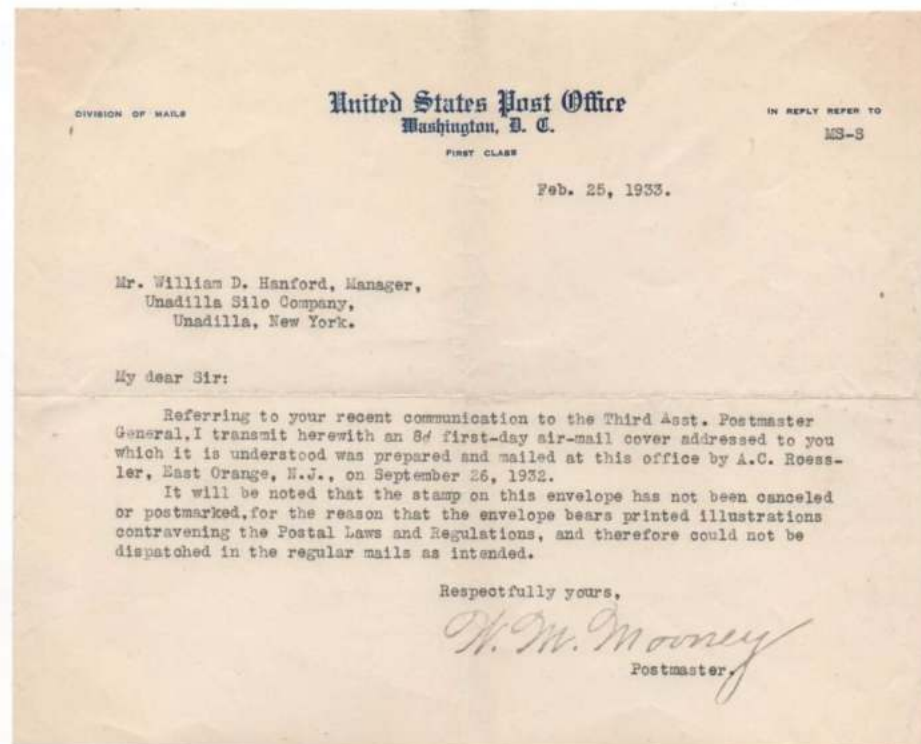 DIVISION OF MAILS
United States Post Office
Washington, D. C.
FIRST CLASS
IN REPLY REFER TO
MS-S
Feb. 25, 1933.
Mr. William D. Hanford, Manager,
Unadilla Silo Company,
Unadilla, New York.
My dear Sir:
Referring to your recent communication to the Third Asst. Postmaster
General,I transmit herewith an 8¢ first-day air-mail cover addressed to you
which it is understood was prepared and mailed at this office by A.C. Roess-
ler, East Orange, N.J., on September 26, 1932.
It will be noted that the stamp on this envelope has not been canceled
or postmarked,for the reason that the envelope bears printed illustrations
contravening the Postal Laws and Regulations, and therefore could not be
dispatched in the regular mails as intended.
Respectfully yours,
W. M. Mooney
Postmaster.